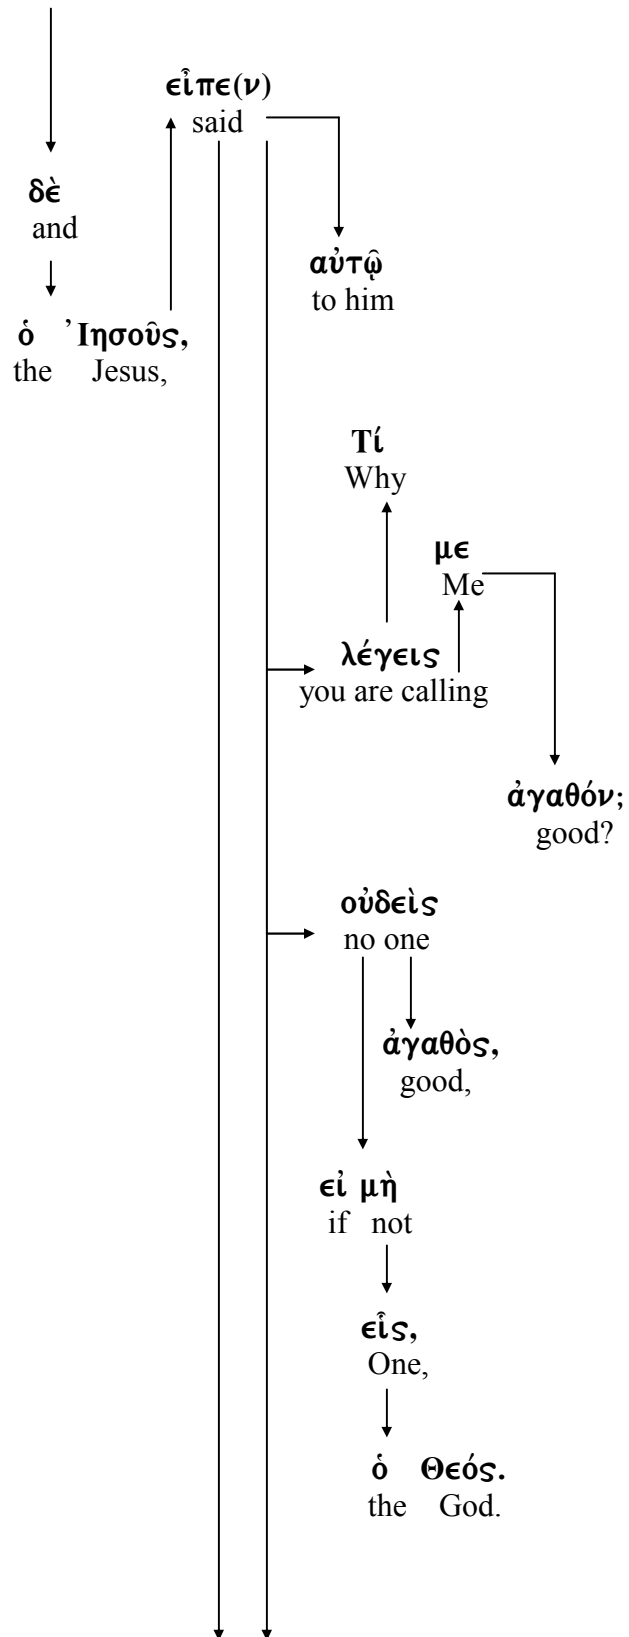 εἶπε(ν)
said
δὲ
and
αὐτῷ
to him
ὁ Ἰησοῦς,
the Jesus,
Τί
Why
με
Me
λέγεις
you are calling
ἀγαθόν;
good?
οὐδεὶς
no one
ἀγαθὸς,
good,
εἰ μὴ
if not
εἷς,
One,
ὁ Θεός.
the God.